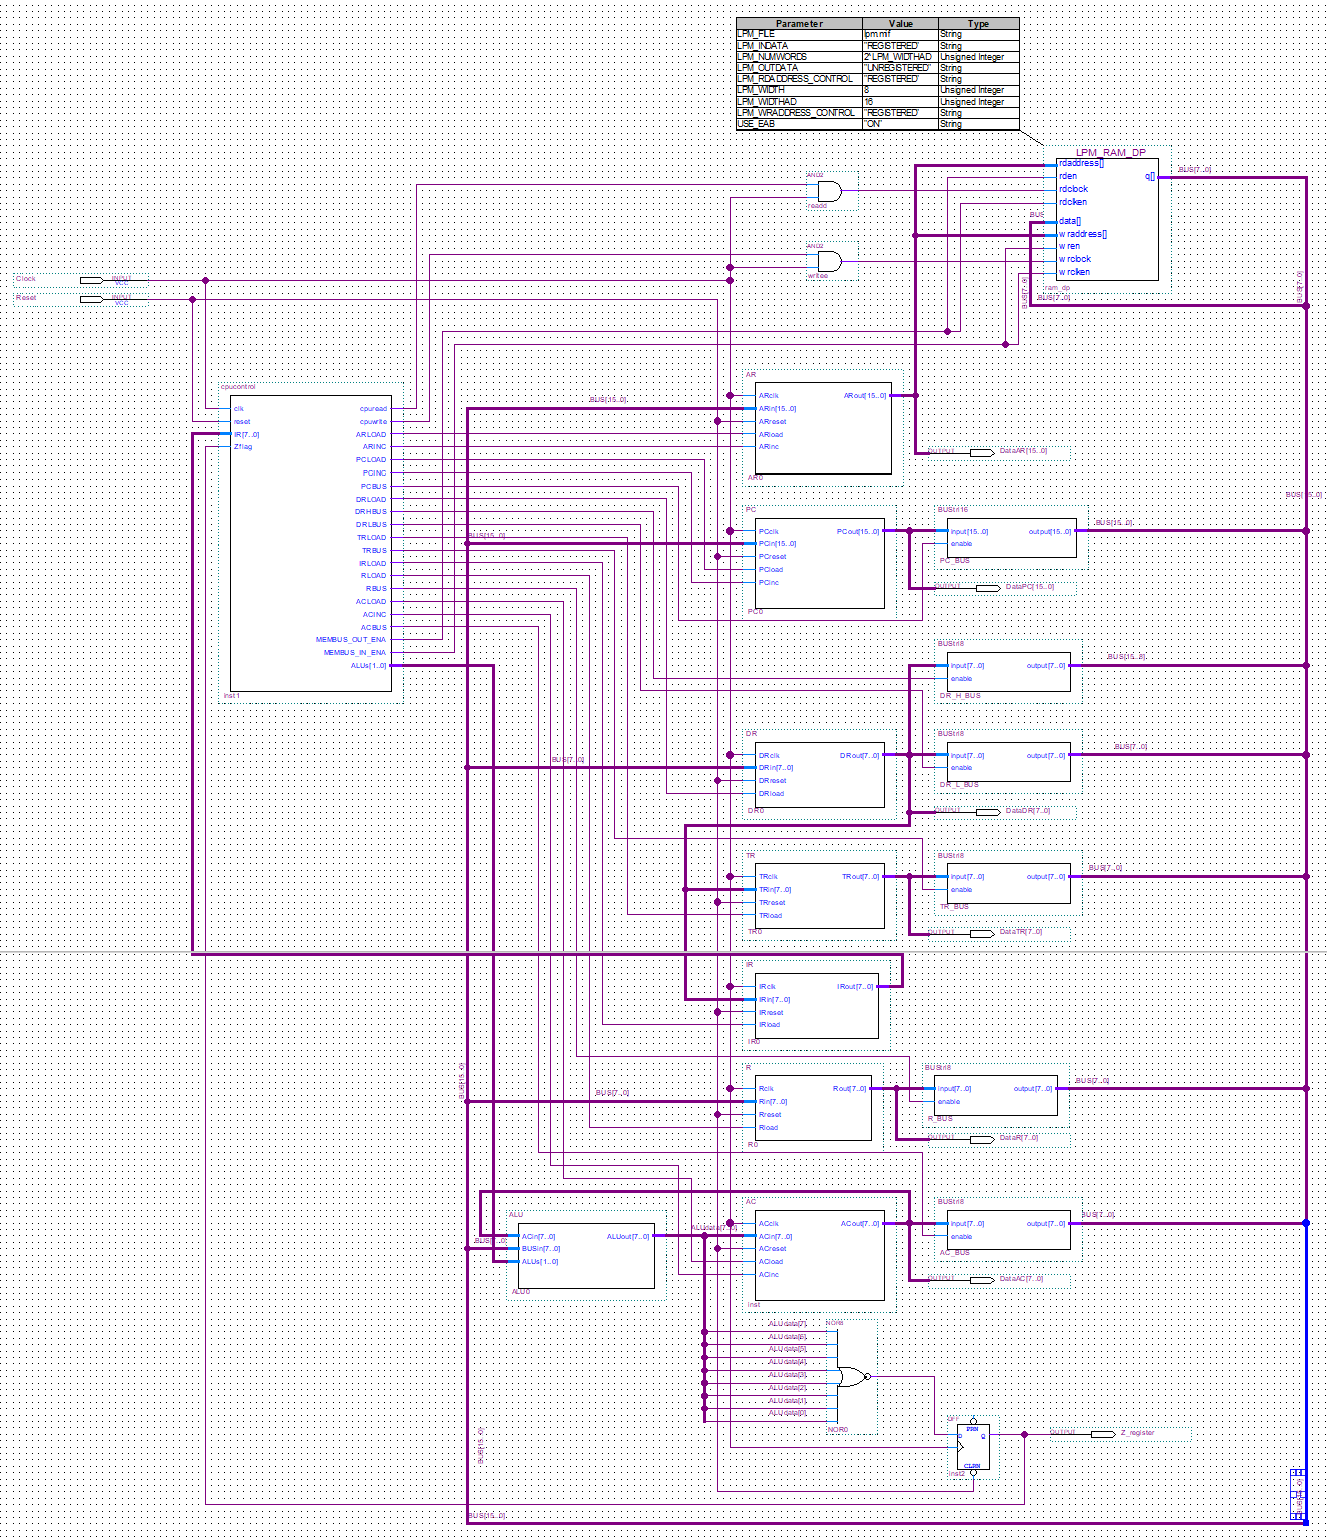 Parameter Value Type
LPM_FILE lpm.mif String
LPM_INDATA "REGISTERED" String
LPM_NUMWORDS 2^LPM_WIDTHAD Unsigned Integer
LPM_OUTDATA "UNREGISTERED" String
LPM_RDADDRESS_CONTROL "REGISTERED" String
LPM_WIDTH 8 Unsigned Integer
LPM_WIDTHAD 16 Unsigned Integer
LPM_WRADDRESS_CONTROL "REGISTERED" String
USE_EAB "ON" String
LPM_RAM_DP
rdaddress[]
rden q[] BUS[7..0]
rdclock
rdclken
data[]
wraddress[]
wren
wrclock
wrclken
ram_dp
BUS
BUS[7..0]
BUS[7..0]
BUS[7..0]
AND2
readd
AND2
writee
Clock INPUT VCC
Reset INPUT VCC
cpucontrol
clk cpuread
reset cpuwrite
IR[7..0] ARLOAD
Zflag ARINC
PCLOAD
PCINC
PCBUS
DRLOAD
DRHBUS
DRLBUS
TRLOAD
TRBUS
IRLOAD
RLOAD
RBUS
ACLOAD
ACINC
ACBUS
MEMBUS_OUT_ENA
MEMBUS_IN_ENA
ALUs[1..0]
inst1
AR
BUS[15..0]
ARclk ARout[15..0]
ARin[15..0]
ARreset
ARload
ARinc
AR0
OUTPUT DataAR[15..0]
BUS[15..0]
PC
BUS[15..0]
PCclk PCout[15..0]
PCin[15..0]
PCreset
PCload
PCinc
PC0
BUStri16
input[15..0] output[15..0] BUS[15..0]
enable
PC_BUS
OUTPUT DataPC[15..0]
BUStri8
input[7..0] output[7..0] BUS[15..8]
enable
DR_H_BUS
DR
BUS[7..0]
DRclk DRout[7..0]
DRin[7..0]
DRreset
DRload
DR0
BUStri8
input[7..0] output[7..0] BUS[7..0]
enable
DR_L_BUS
OUTPUT DataDR[7..0]
TR
TRclk TRout[7..0]
TRin[7..0]
TRreset
TRload
TR0
BUStri8
input[7..0] output[7..0] BUS[7..0]
enable
TR_BUS
OUTPUT DataTR[7..0]
IR
IRclk IRout[7..0]
IRin[7..0]
IRreset
IRload
IR0
BUS[15..0]
R
BUS[7..0]
Rclk Rout[7..0]
Rin[7..0]
Rreset
Rload
R0
BUStri8
input[7..0] output[7..0] BUS[7..0]
enable
R_BUS
OUTPUT DataR[7..0]
ALU
BUS[7..0]
ACin[7..0] ALUout[7..0]
BUSin[7..0]
ALUs[1..0]
ALU0
ALUdata[7..0]
AC
ACclk ACout[7..0]
ACin[7..0]
ACreset
ACload
ACinc
inst
BUStri8
input[7..0] output[7..0] BUS[7..0]
enable
AC_BUS
OUTPUT DataAC[7..0]
NOR8
ALUdata[7]
ALUdata[6]
ALUdata[5]
ALUdata[4]
ALUdata[3]
ALUdata[2]
ALUdata[1]
ALUdata[0]
NOR0
DFF
PRN
D Q
CLRN
inst2
OUTPUT Z_register
BUS[15..0]
BUS[15..0]